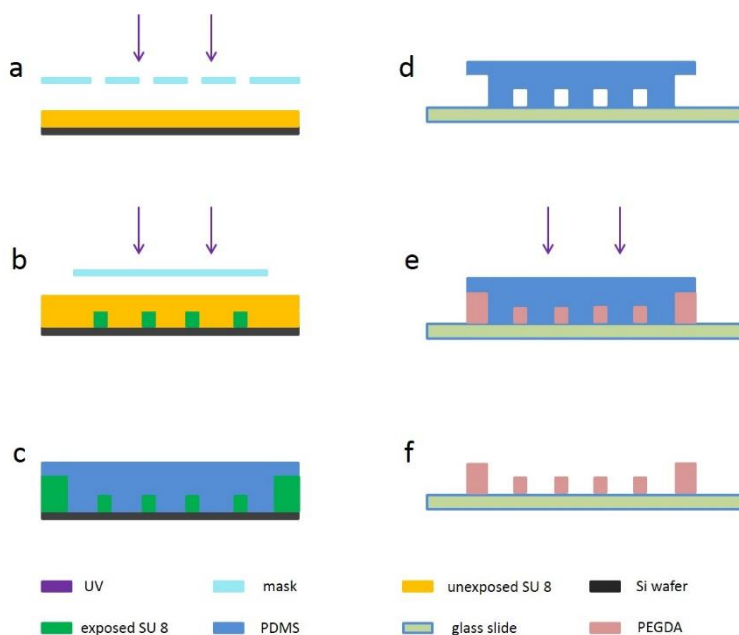 a
d
b
e
c
f
UV
mask
unexposed SU 8
Si wafer
exposed SU 8
PDMS
glass slide
PEGDA